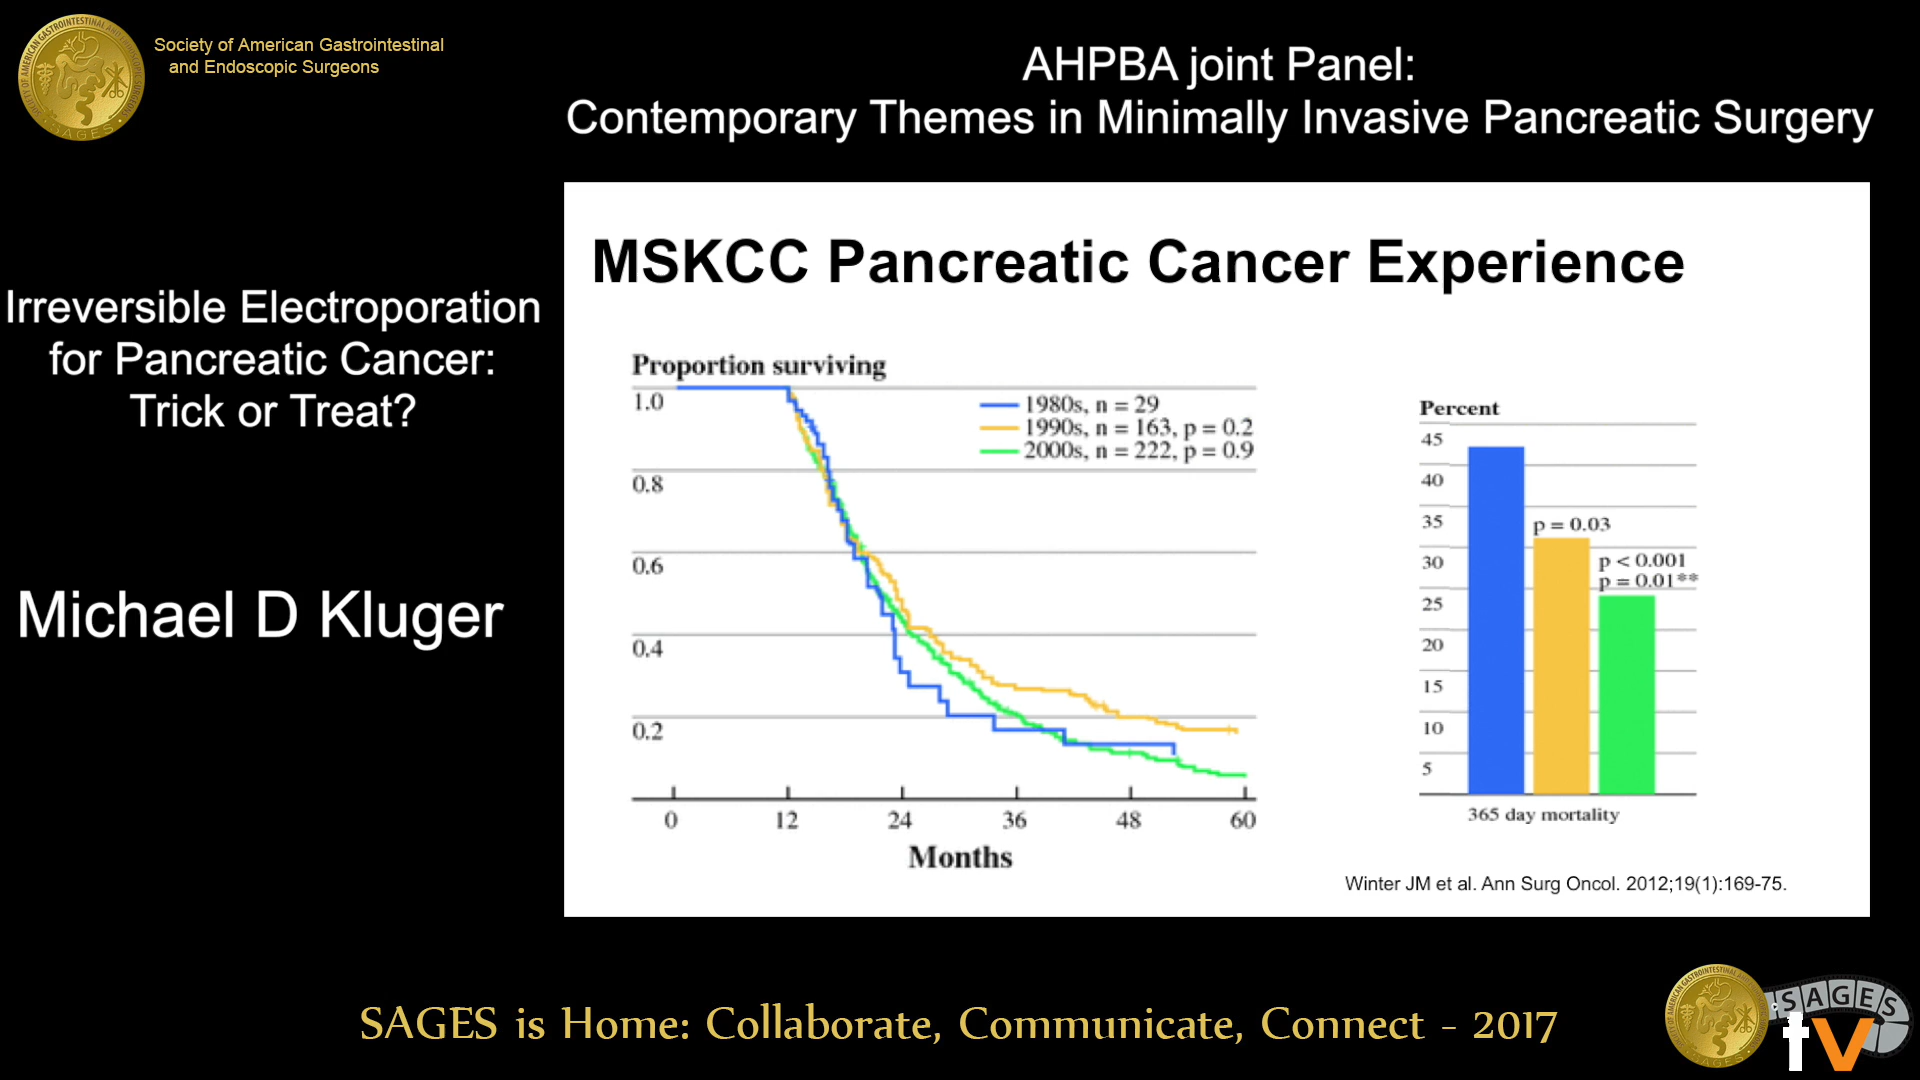 Society of American Gastrointestinal
and Endoscopic Surgeons
AHPBA joint Panel:
Contemporary Themes in Minimally Invasive Pancreatic Surgery
Irreversible Electroporation
for Pancreatic Cancer:
Trick or Treat?
Michael D Kluger
MSKCC Pancreatic Cancer Experience
Proportion surviving
1.0
0.8
0.6
0.4
0.2
1980s, n = 29
1990s, n = 163, p = 0.2
2000s, n = 222, p = 0.9
0 12 24 36 48 60
Months
Percent
45
40
35
30
25
20
15
10
5
p = 0.03
p < 0.001
p = 0.01**
365 day mortality
Winter JM et al. Ann Surg Oncol. 2012;19(1):169-75.
SAGES is Home: Collaborate, Communicate, Connect - 2017
SAGES
tv